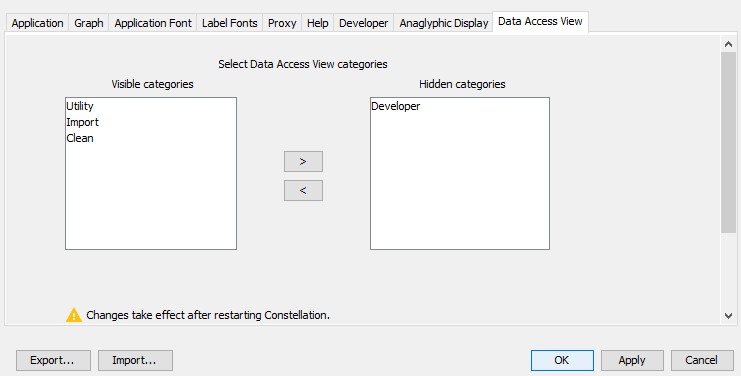 Application Graph Application Font Label Fonts Proxy Help Developer Anaglyphic Display Data Access View
Select Data Access View categories
Visible categories Hidden categories
Utility Developer
Import
Clean
>
<
Changes take effect after restarting Constellation.
Export... Import... OK Apply Cancel